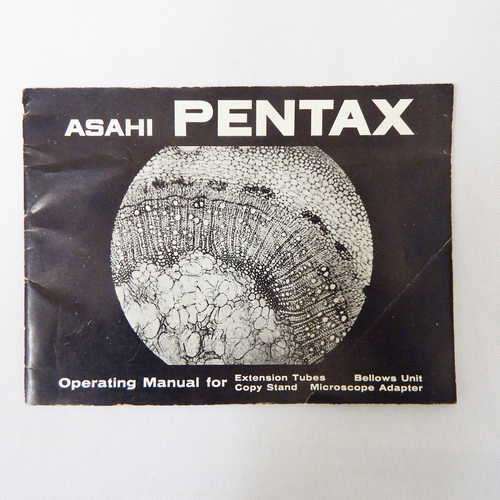 ASAHI PENTAX
Operating Manual for
Extension Tubes Bellows Unit
Copy Stand Microscope Adapter